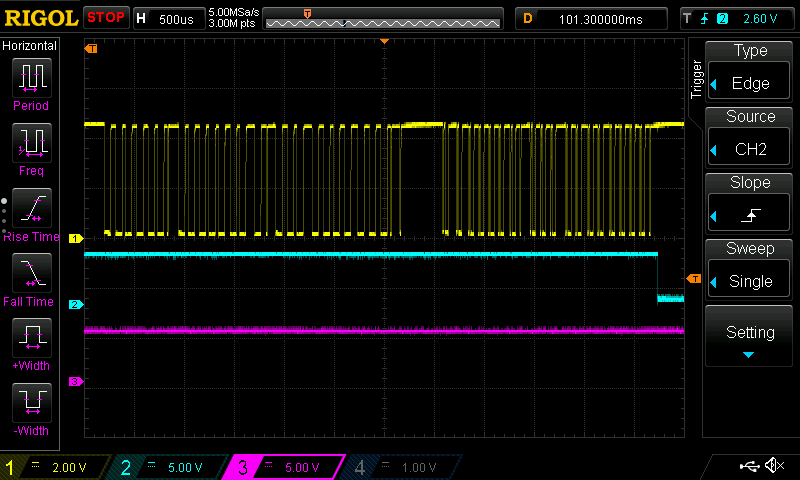 RIGOL STOP H 500us 5.00MSa/s 3.00M pts T D 101.300000ms T 2 2.60 V
Horizontal
Period
Freq
Rise Time
Fall Time
+Width
-Width
T
1
2
3
T
Trigger
Type
Edge
Source
CH2
Slope
Sweep
Single
Setting
1 2.00 V 2 5.00 V 3 5.00 V 4 1.00 V